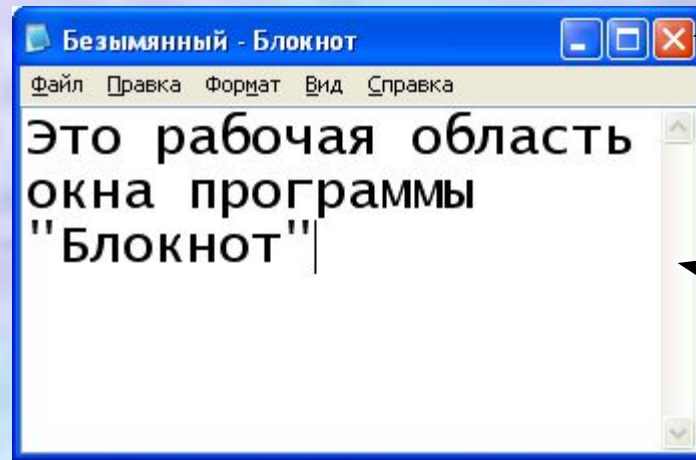 Безымянный - Блокнот
Файл Правка Формат Вид Справка
Это рабочая область
окна программы
"Блокнот"